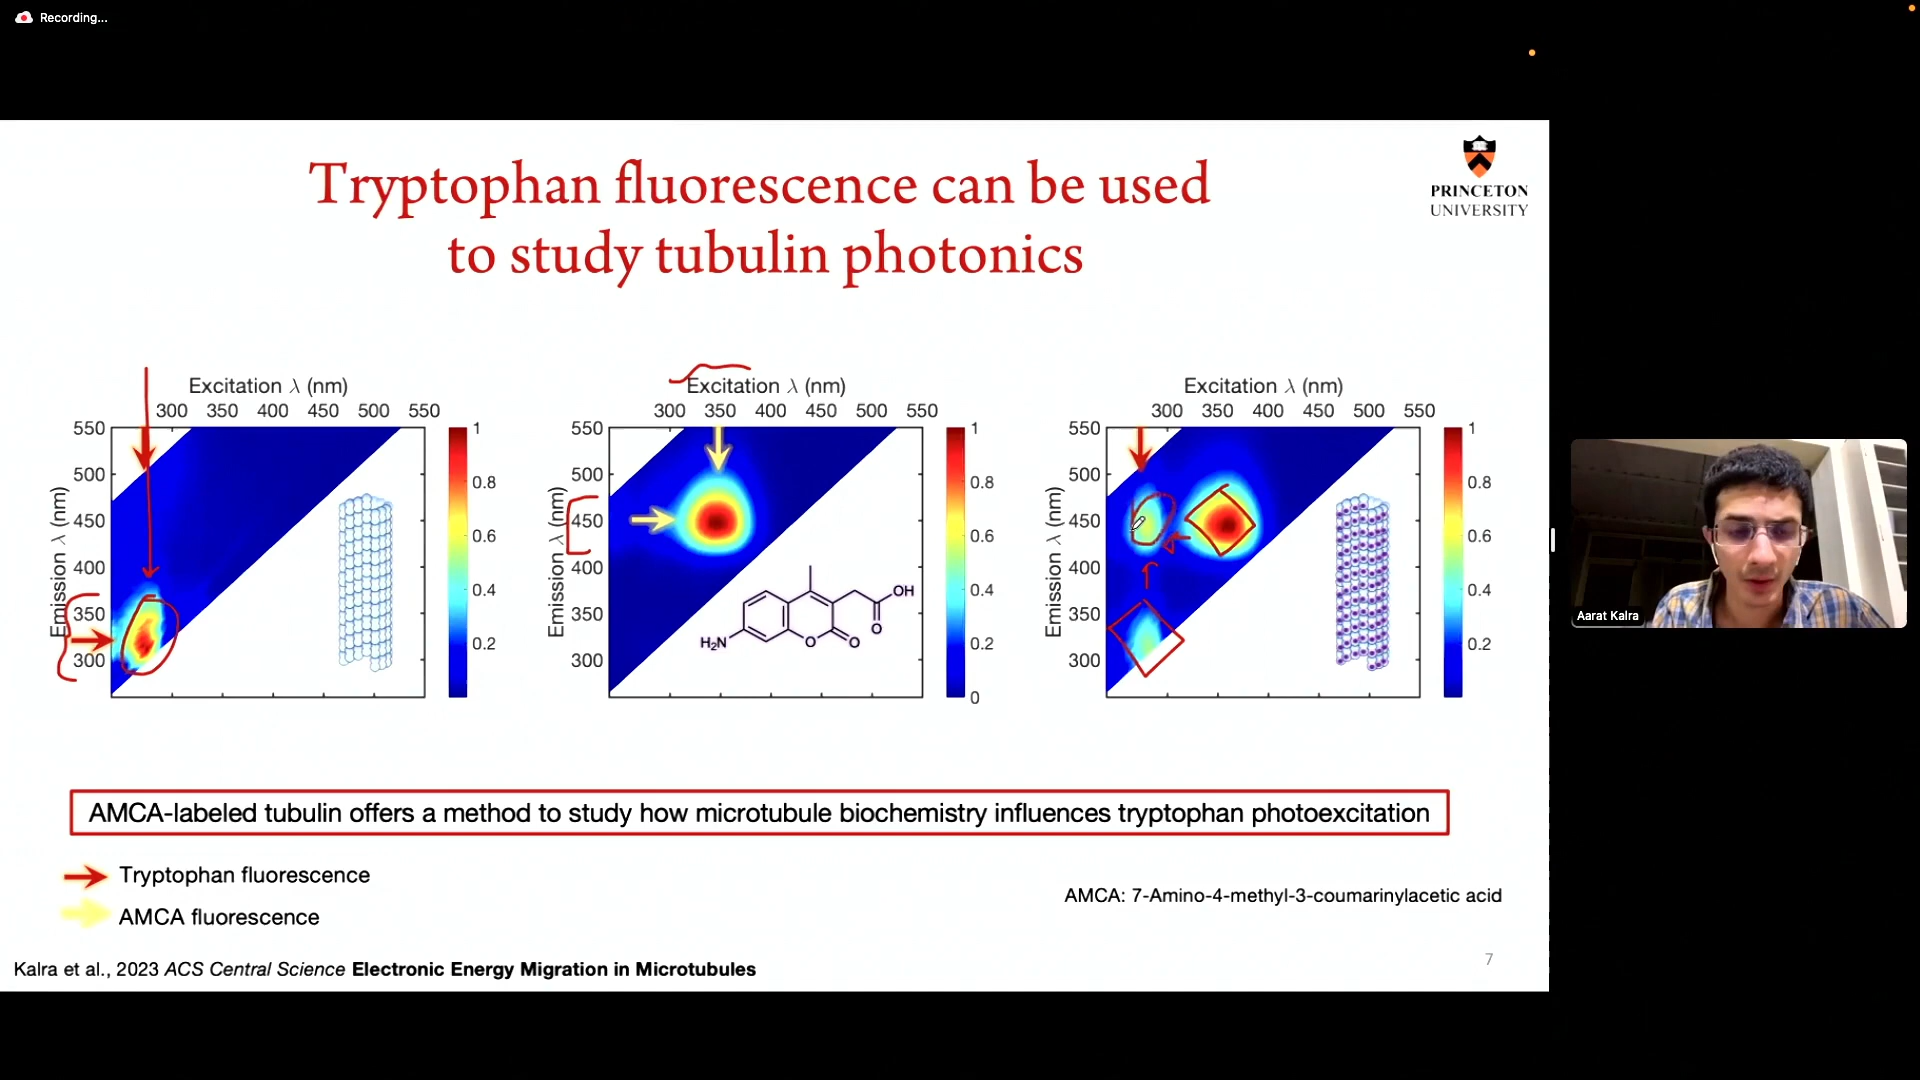 Recording...
Tryptophan fluorescence can be used
to study tubulin photonics
PRINCETON
UNIVERSITY
Excitation λ (nm)
300 350 400 450 500 550
Emission λ (nm)
550
500
450
400
350
300
1
0.8
0.6
0.4
0.2
Excitation λ (nm)
300 350 400 450 500 550
Emission λ (nm)
550
500
450
400
350
300
H₂N
O
O
O
OH
1
0.8
0.6
0.4
0.2
0
Excitation λ (nm)
300 350 400 450 500 550
Emission λ (nm)
550
500
450
400
350
300
1
0.8
0.6
0.4
0.2
Aarat Kalra
AMCA-labeled tubulin offers a method to study how microtubule biochemistry influences tryptophan photoexcitation
Tryptophan fluorescence
AMCA fluorescence
AMCA: 7-Amino-4-methyl-3-coumarinylacetic acid
Kalra et al., 2023 ACS Central Science Electronic Energy Migration in Microtubules
7